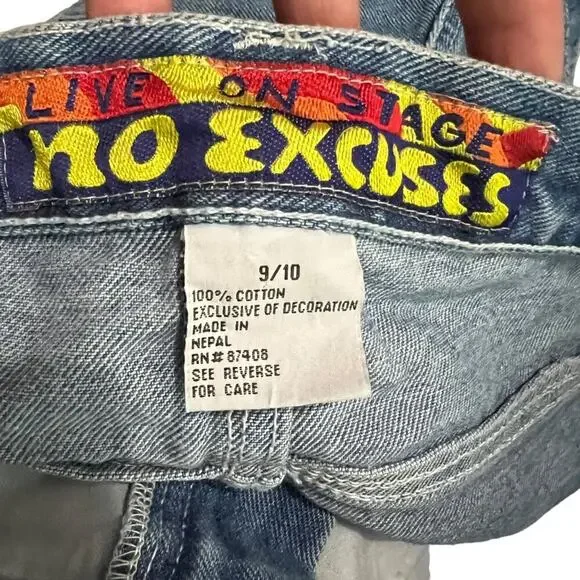 LIVE ON STAGE
no EXCUSES
9/10
100% COTTON
EXCLUSIVE OF DECORATION
MADE IN
NEPAL
RN# 87408
SEE REVERSE
FOR CARE